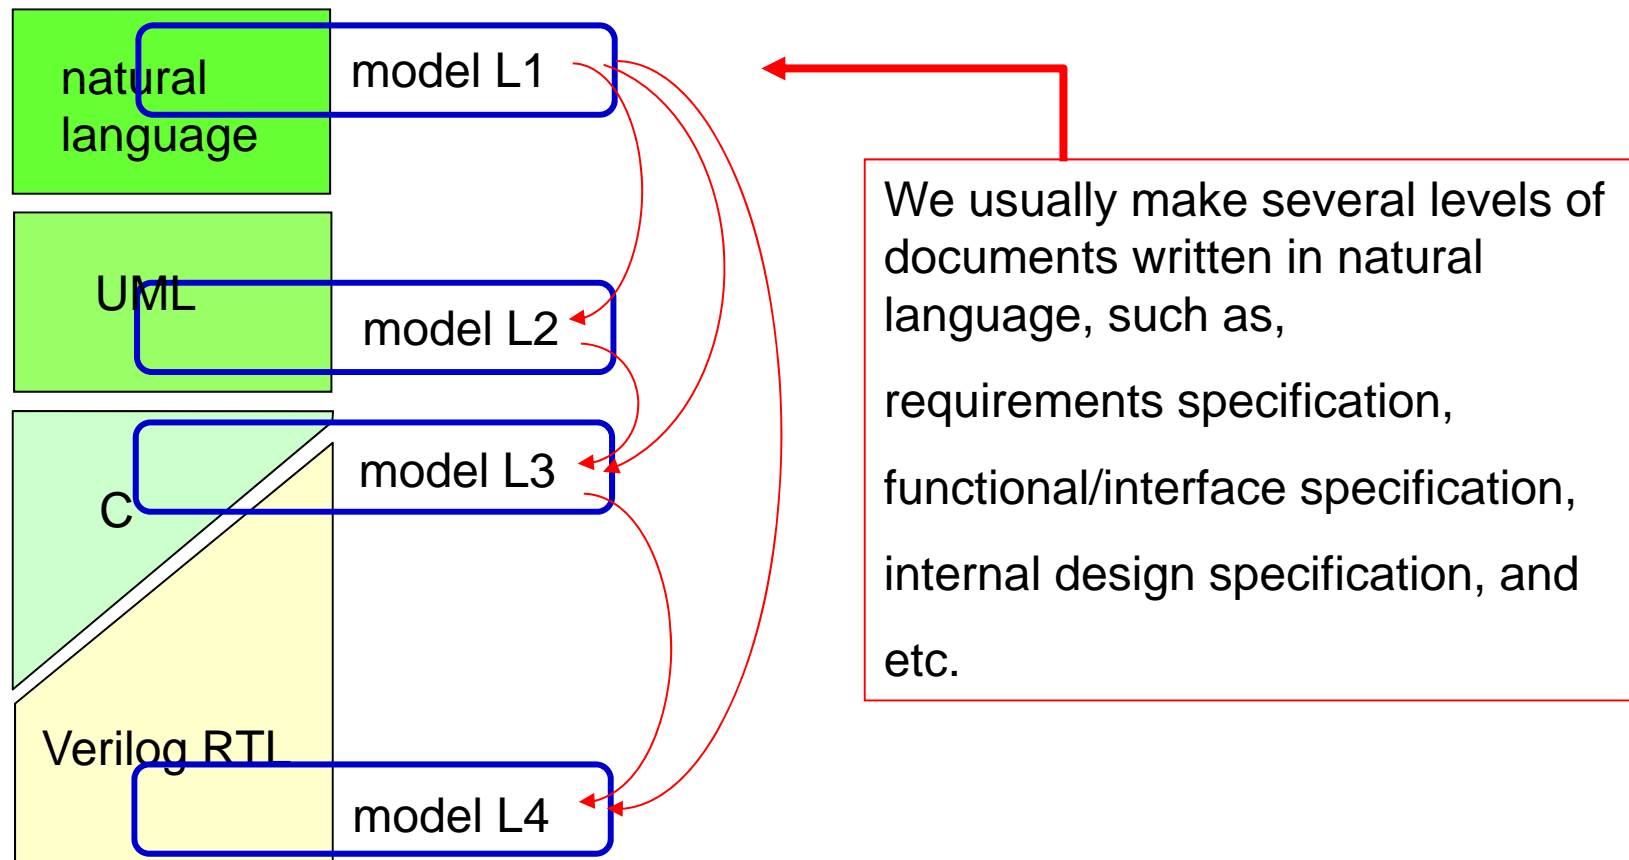 natural
language
model L1
UML
model L2
C
model L3
Verilog RTL
model L4
We usually make several levels of
documents written in natural
language, such as,
requirements specification,
functional/interface specification,
internal design specification, and
etc.